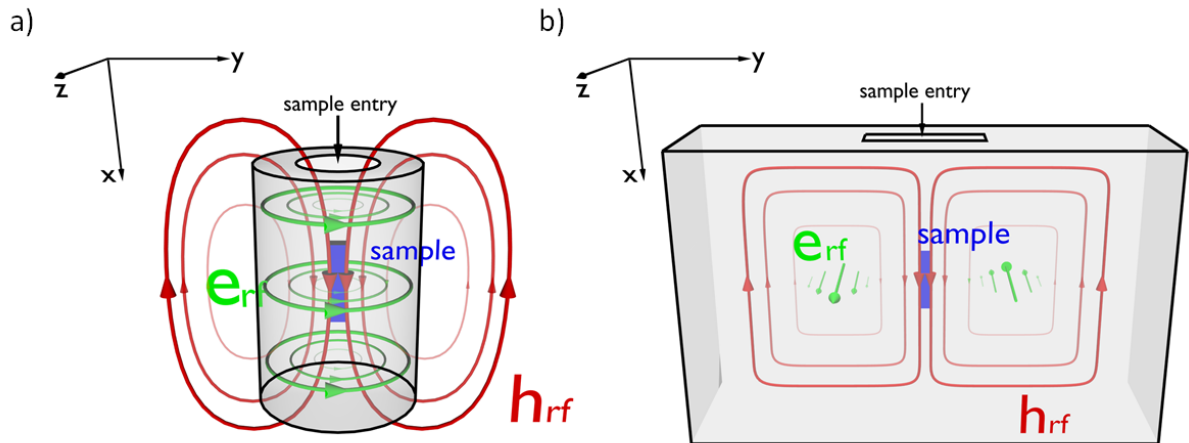 a)
y
z
x
sample entry
sample
erf
hrf
b)
y
z
x
sample entry
erf
sample
hrf